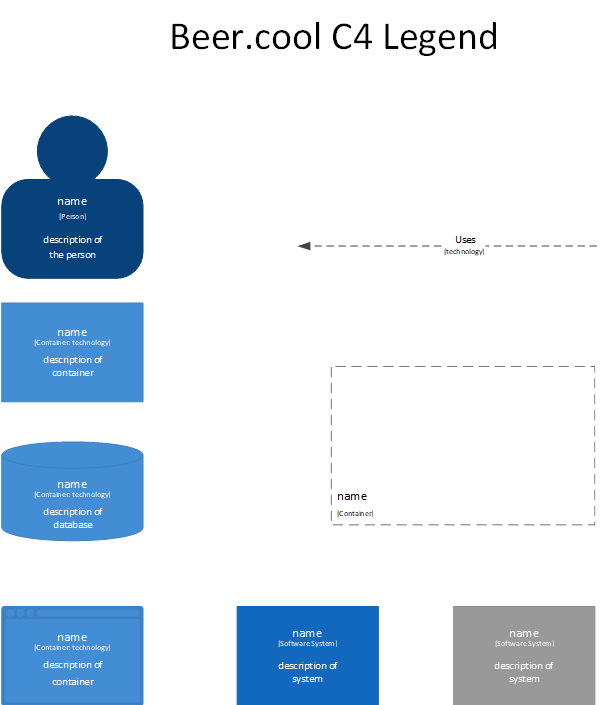 Beer.cool C4 Legend
name
[Person]
description of
the person
Uses
[technology]
name
[Container: technology]
description of
container
name
[Container: technology]
description of
database
name
[Container]
name
[Container: technology]
description of
container
name
[Software System]
description of
system
name
[Software System]
description of
system